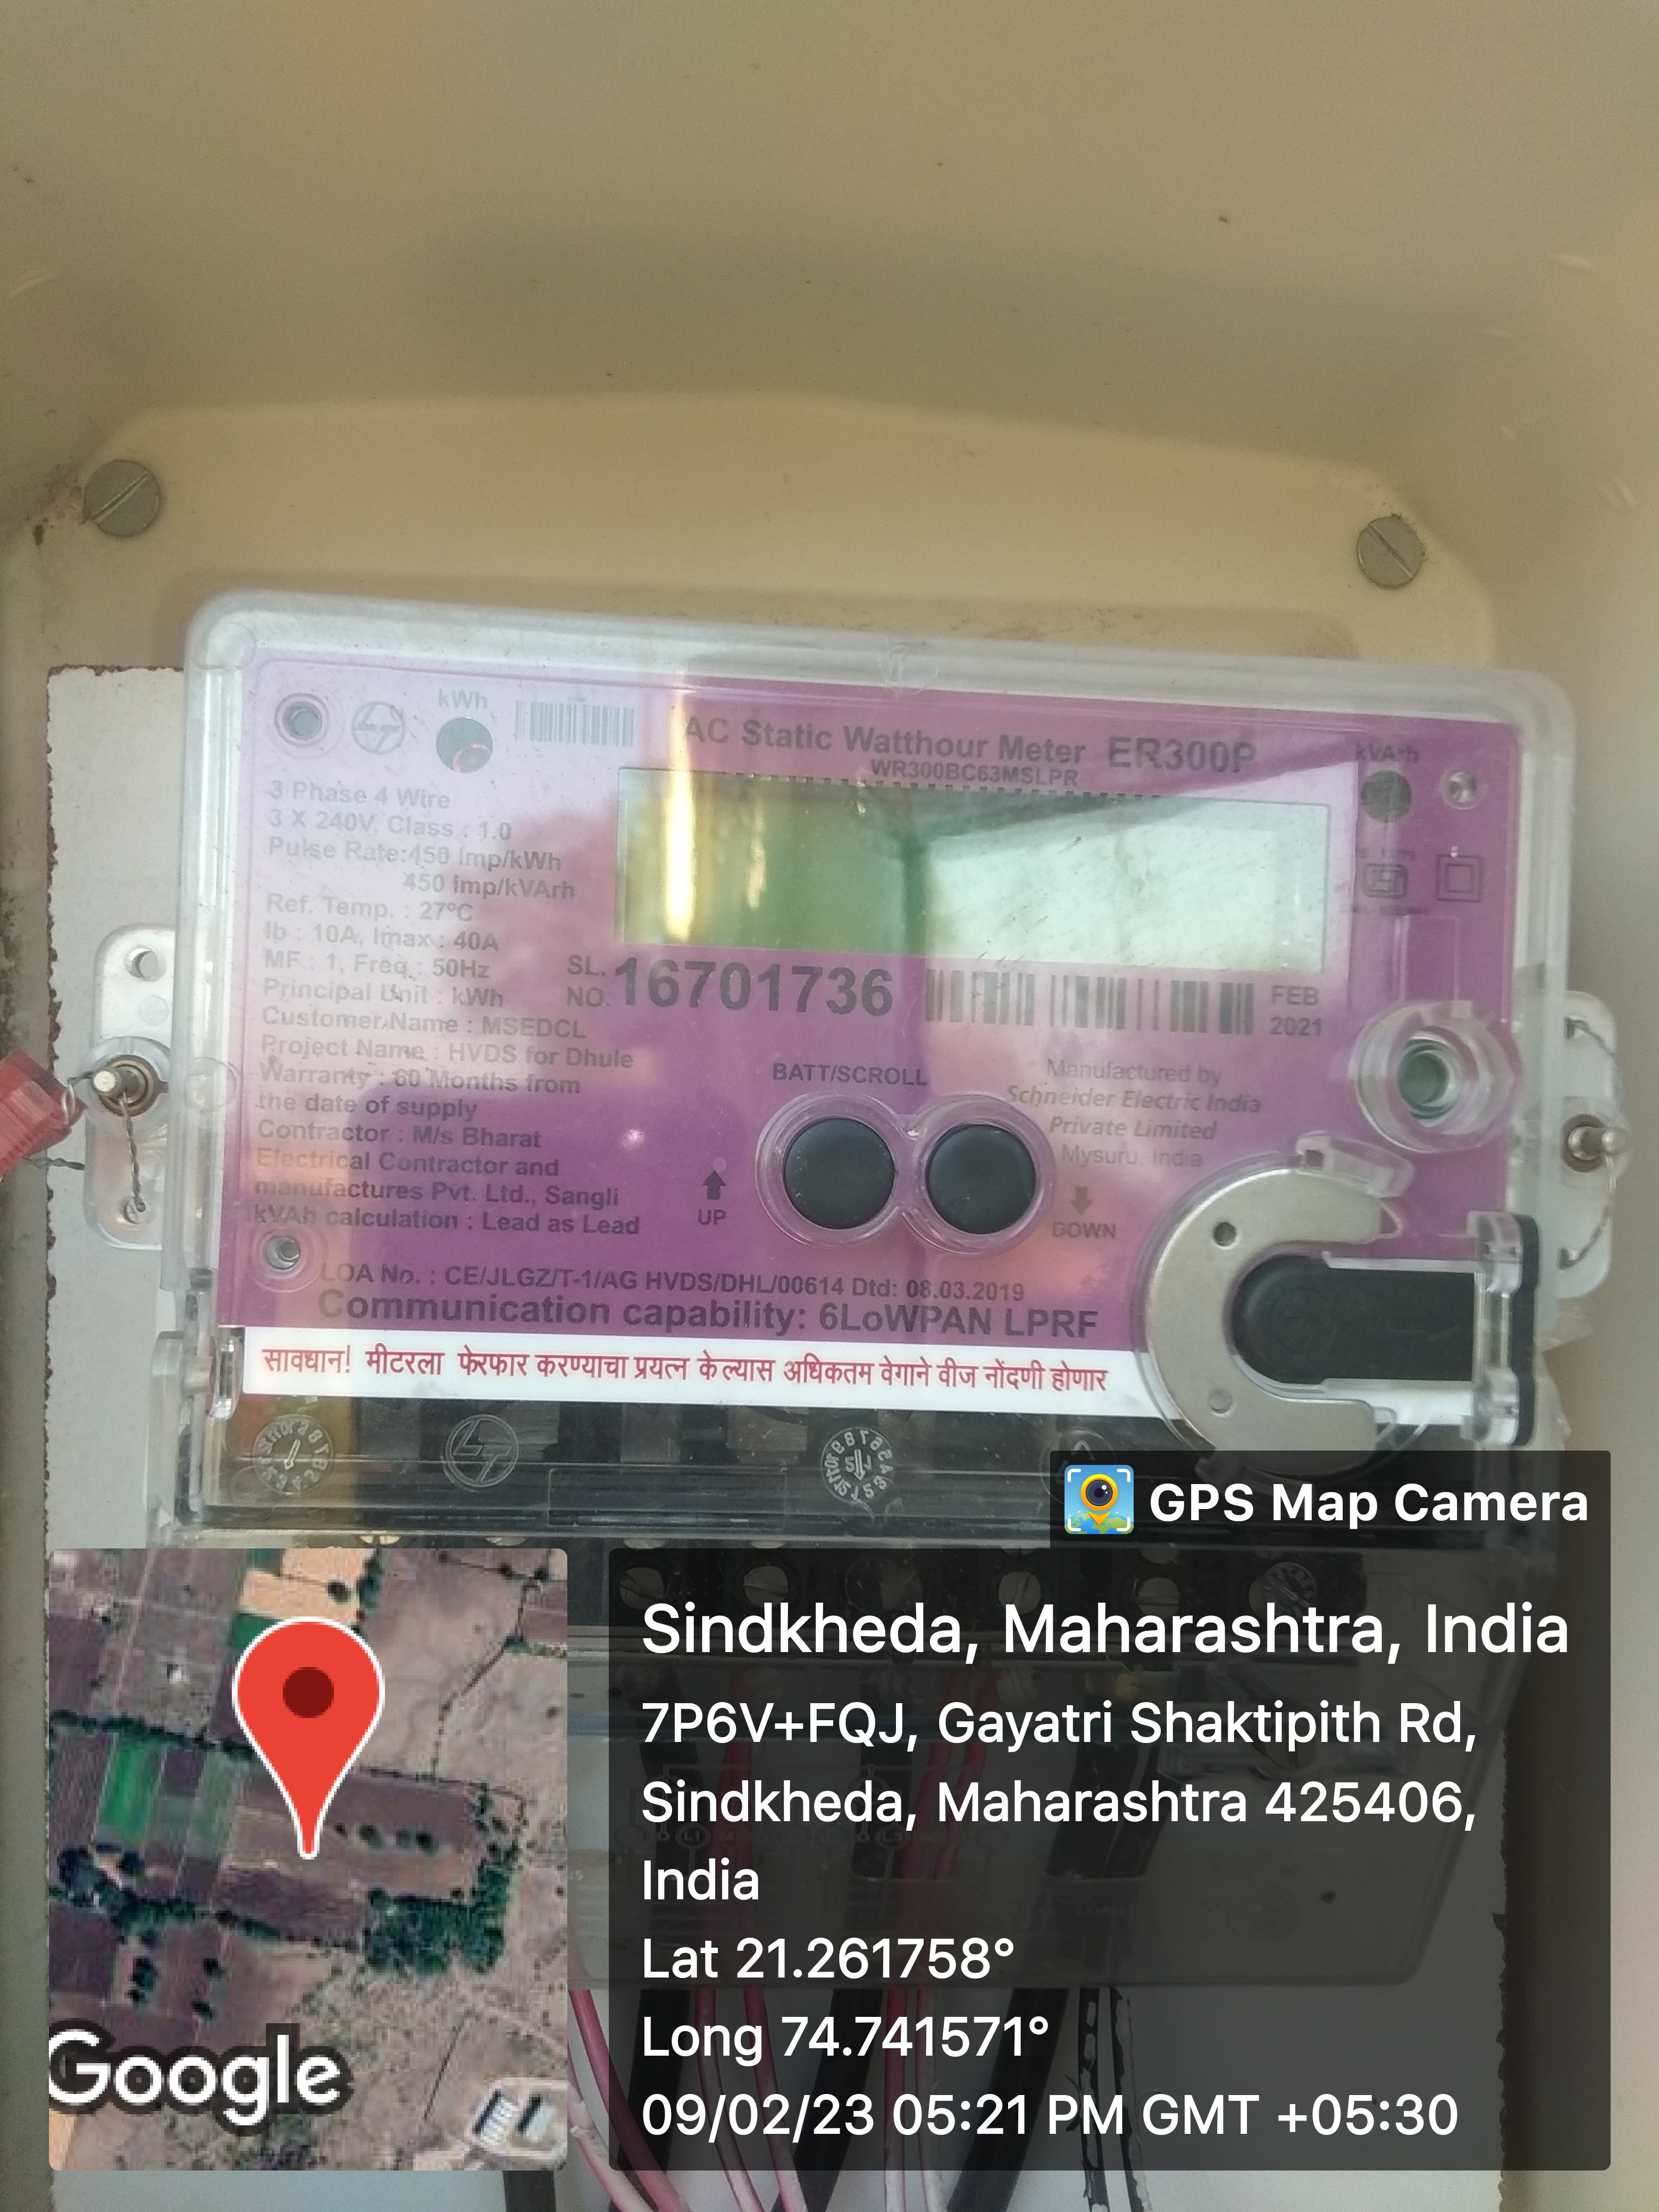 kWh
AC Static Watthour Meter ER300P
WR300BC63MSLPR
kVArh
3 Phase 4 Wire
3 X 240V, Class : 1.0
Pulse Rate:450 imp/kWh
450 imp/kVArh
Ref. Temp. : 27°C
Ib : 10A, Imax : 40A
MF : 1, Freq : 50Hz
Principal Unit : kWh
Customer Name : MSEDCL
Project Name : HVDS for Dhule
Warranty : 60 Months from
the date of supply
Contractor : M/s Bharat
Electrical Contractor and
manufactures Pvt. Ltd., Sangli
kVAh calculation : Lead as Lead
SL. NO. 16701736
FEB
2021
BATT/SCROLL
UP
DOWN
Manufactured by
Schneider Electric India
Private Limited
Mysuru, India
LOA No. : CE/JLGZ/T-1/AG HVDS/DHL/00614 Dtd: 08.03.2019
Communication capability: 6LoWPAN LPRF
सावधान! मीटरला फेरफार करण्याचा प्रयत्न केल्यास अधिकतम वेगाने वीज नोंदणी होणार
GPS Map Camera
Sindkheda, Maharashtra, India
7P6V+FQJ, Gayatri Shaktipith Rd,
Sindkheda, Maharashtra 425406,
India
Lat 21.261758°
Long 74.741571°
09/02/23 05:21 PM GMT +05:30
Google